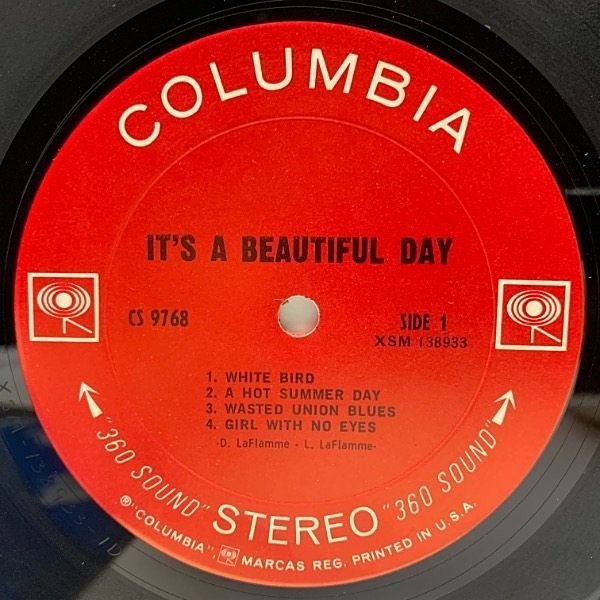 COLUMBIA
IT'S A BEAUTIFUL DAY
CS 9768
SIDE 1
XSM 138933
1. WHITE BIRD
2. A HOT SUMMER DAY
3. WASTED UNION BLUES
4. GIRL WITH NO EYES
-D. LaFlamme - L. LaFlamme-
"360 SOUND" STEREO "360 SOUND"
®"COLUMBIA", MARCAS REG. PRINTED IN U.S.A.